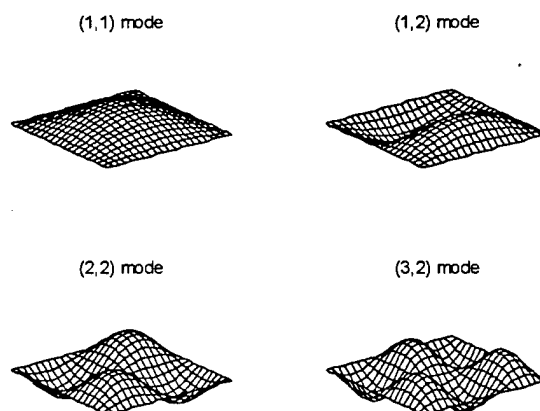 (1,1) mode
(1,2) mode
(2,2) mode
(3,2) mode